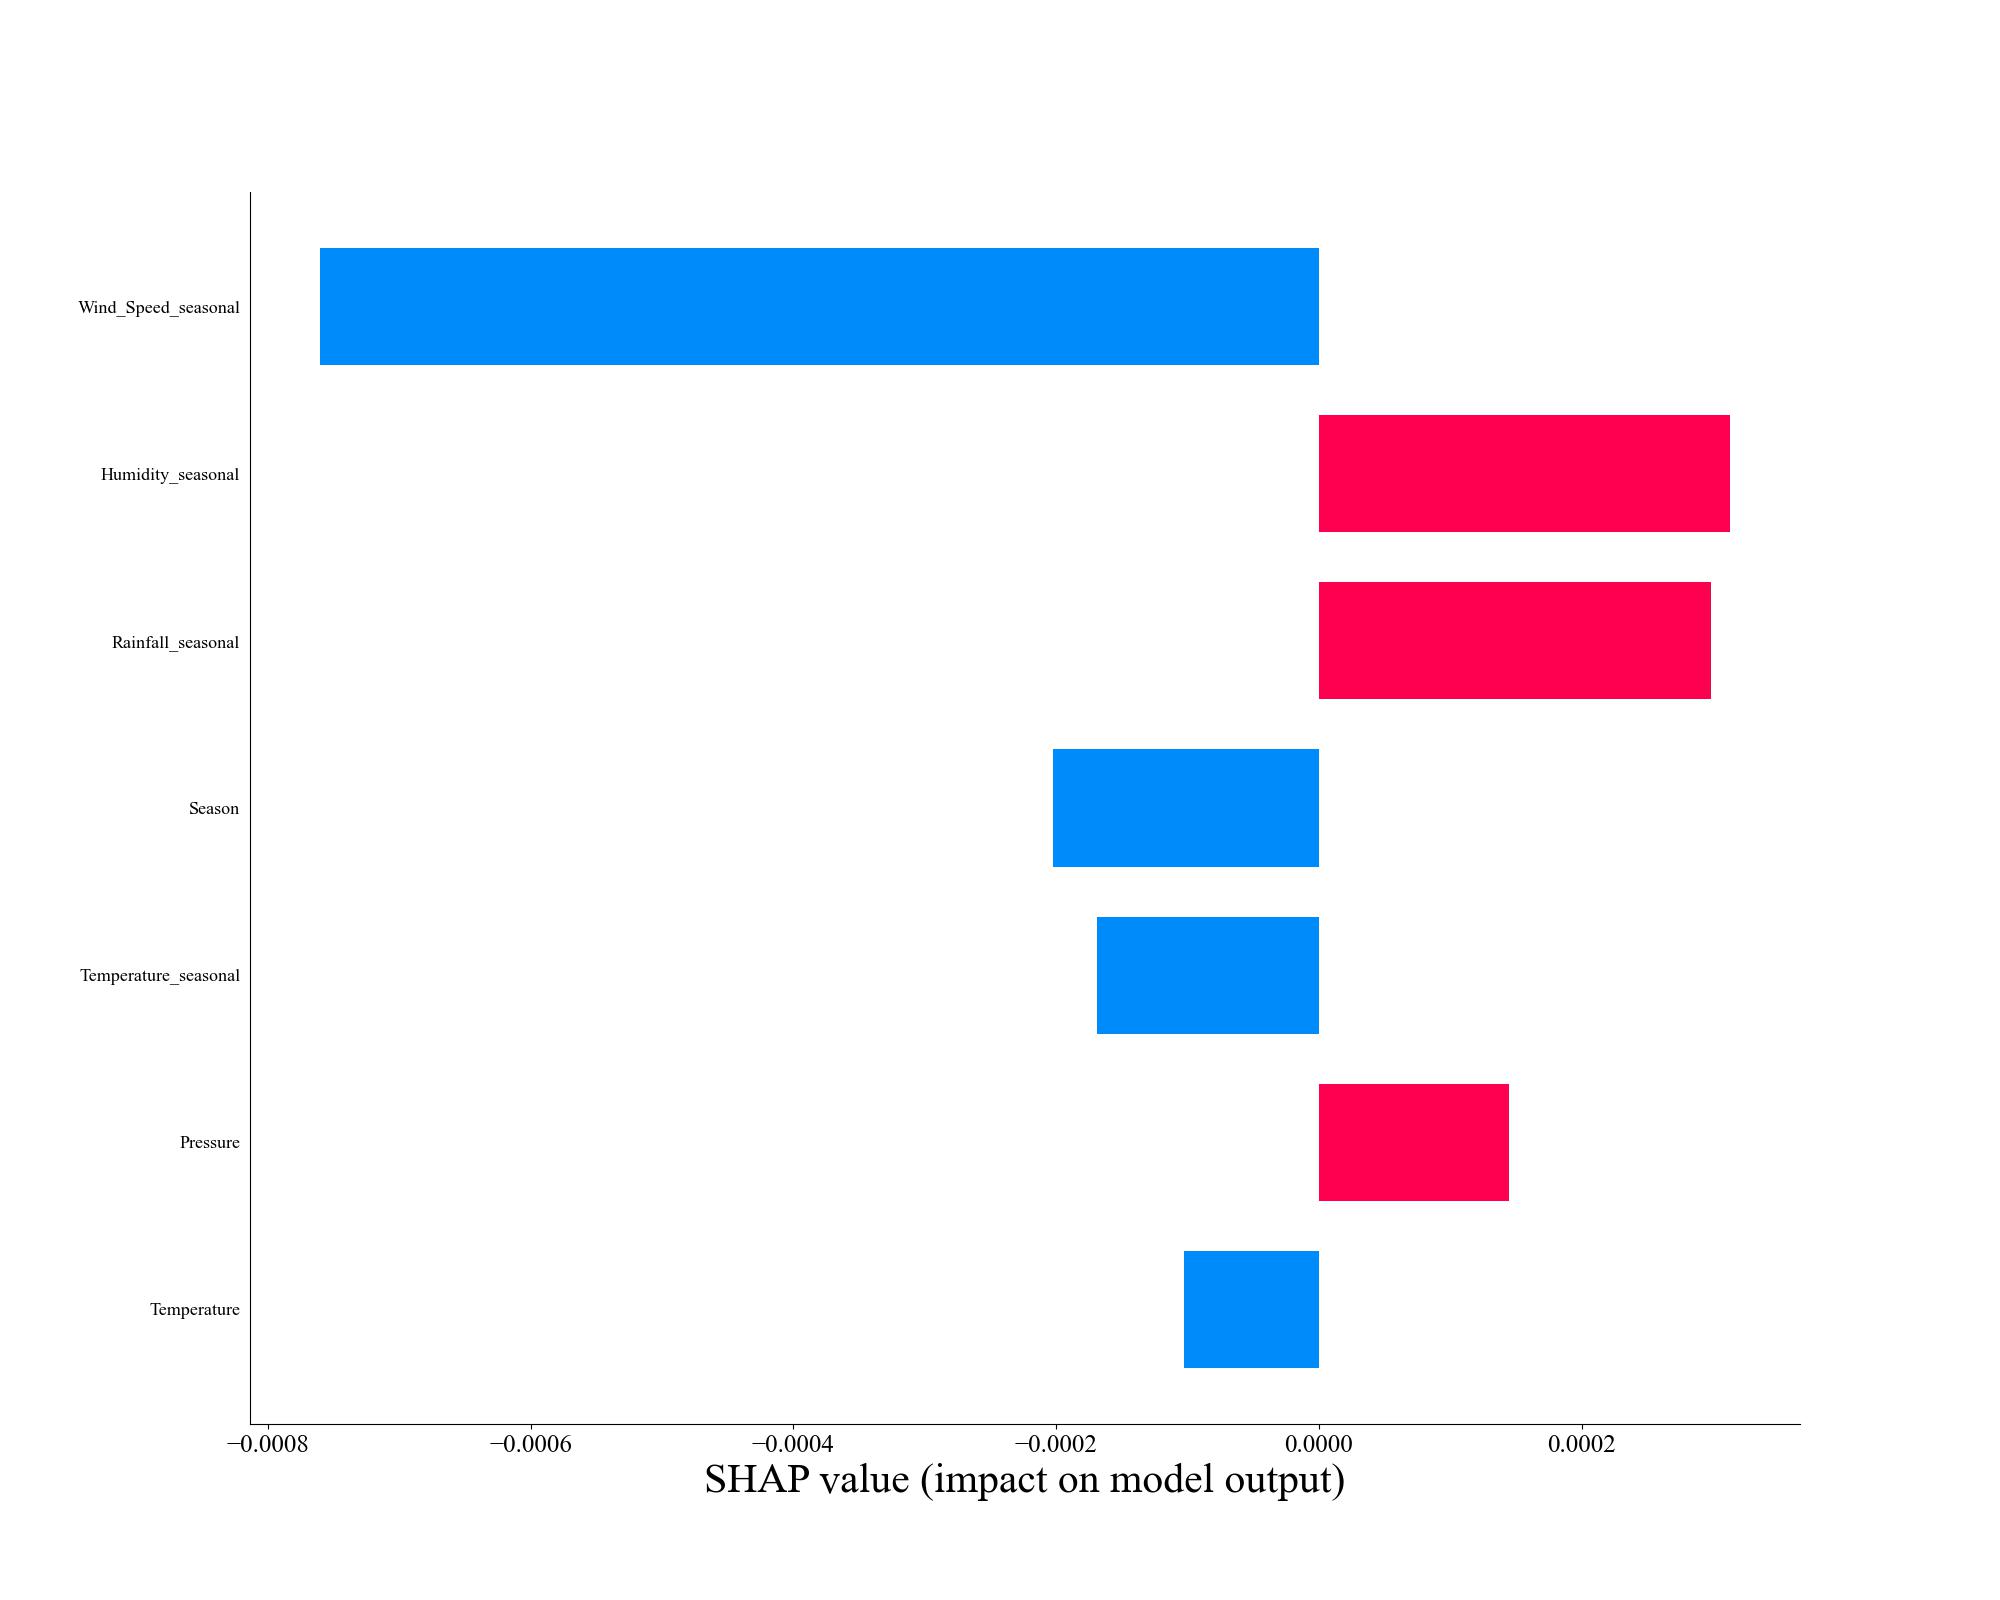 Wind_Speed_seasonal
Humidity_seasonal
Rainfall_seasonal
Season
Temperature_seasonal
Pressure
Temperature
−0.0008 −0.0006 −0.0004 −0.0002 0.0000 0.0002
SHAP value (impact on model output)